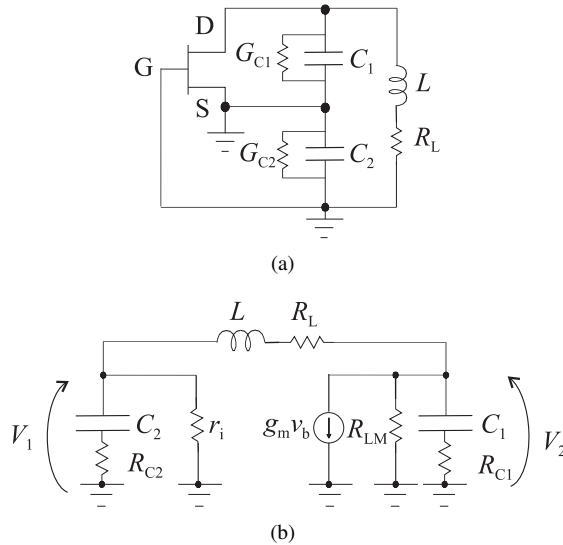 D
G
S
G_C1
C_1
L
G_C2
C_2
R_L
(a)
L
R_L
V_1
C_2
r_i
R_C2
g_m v_b
R_LM
C_1
R_C1
V_2
(b)